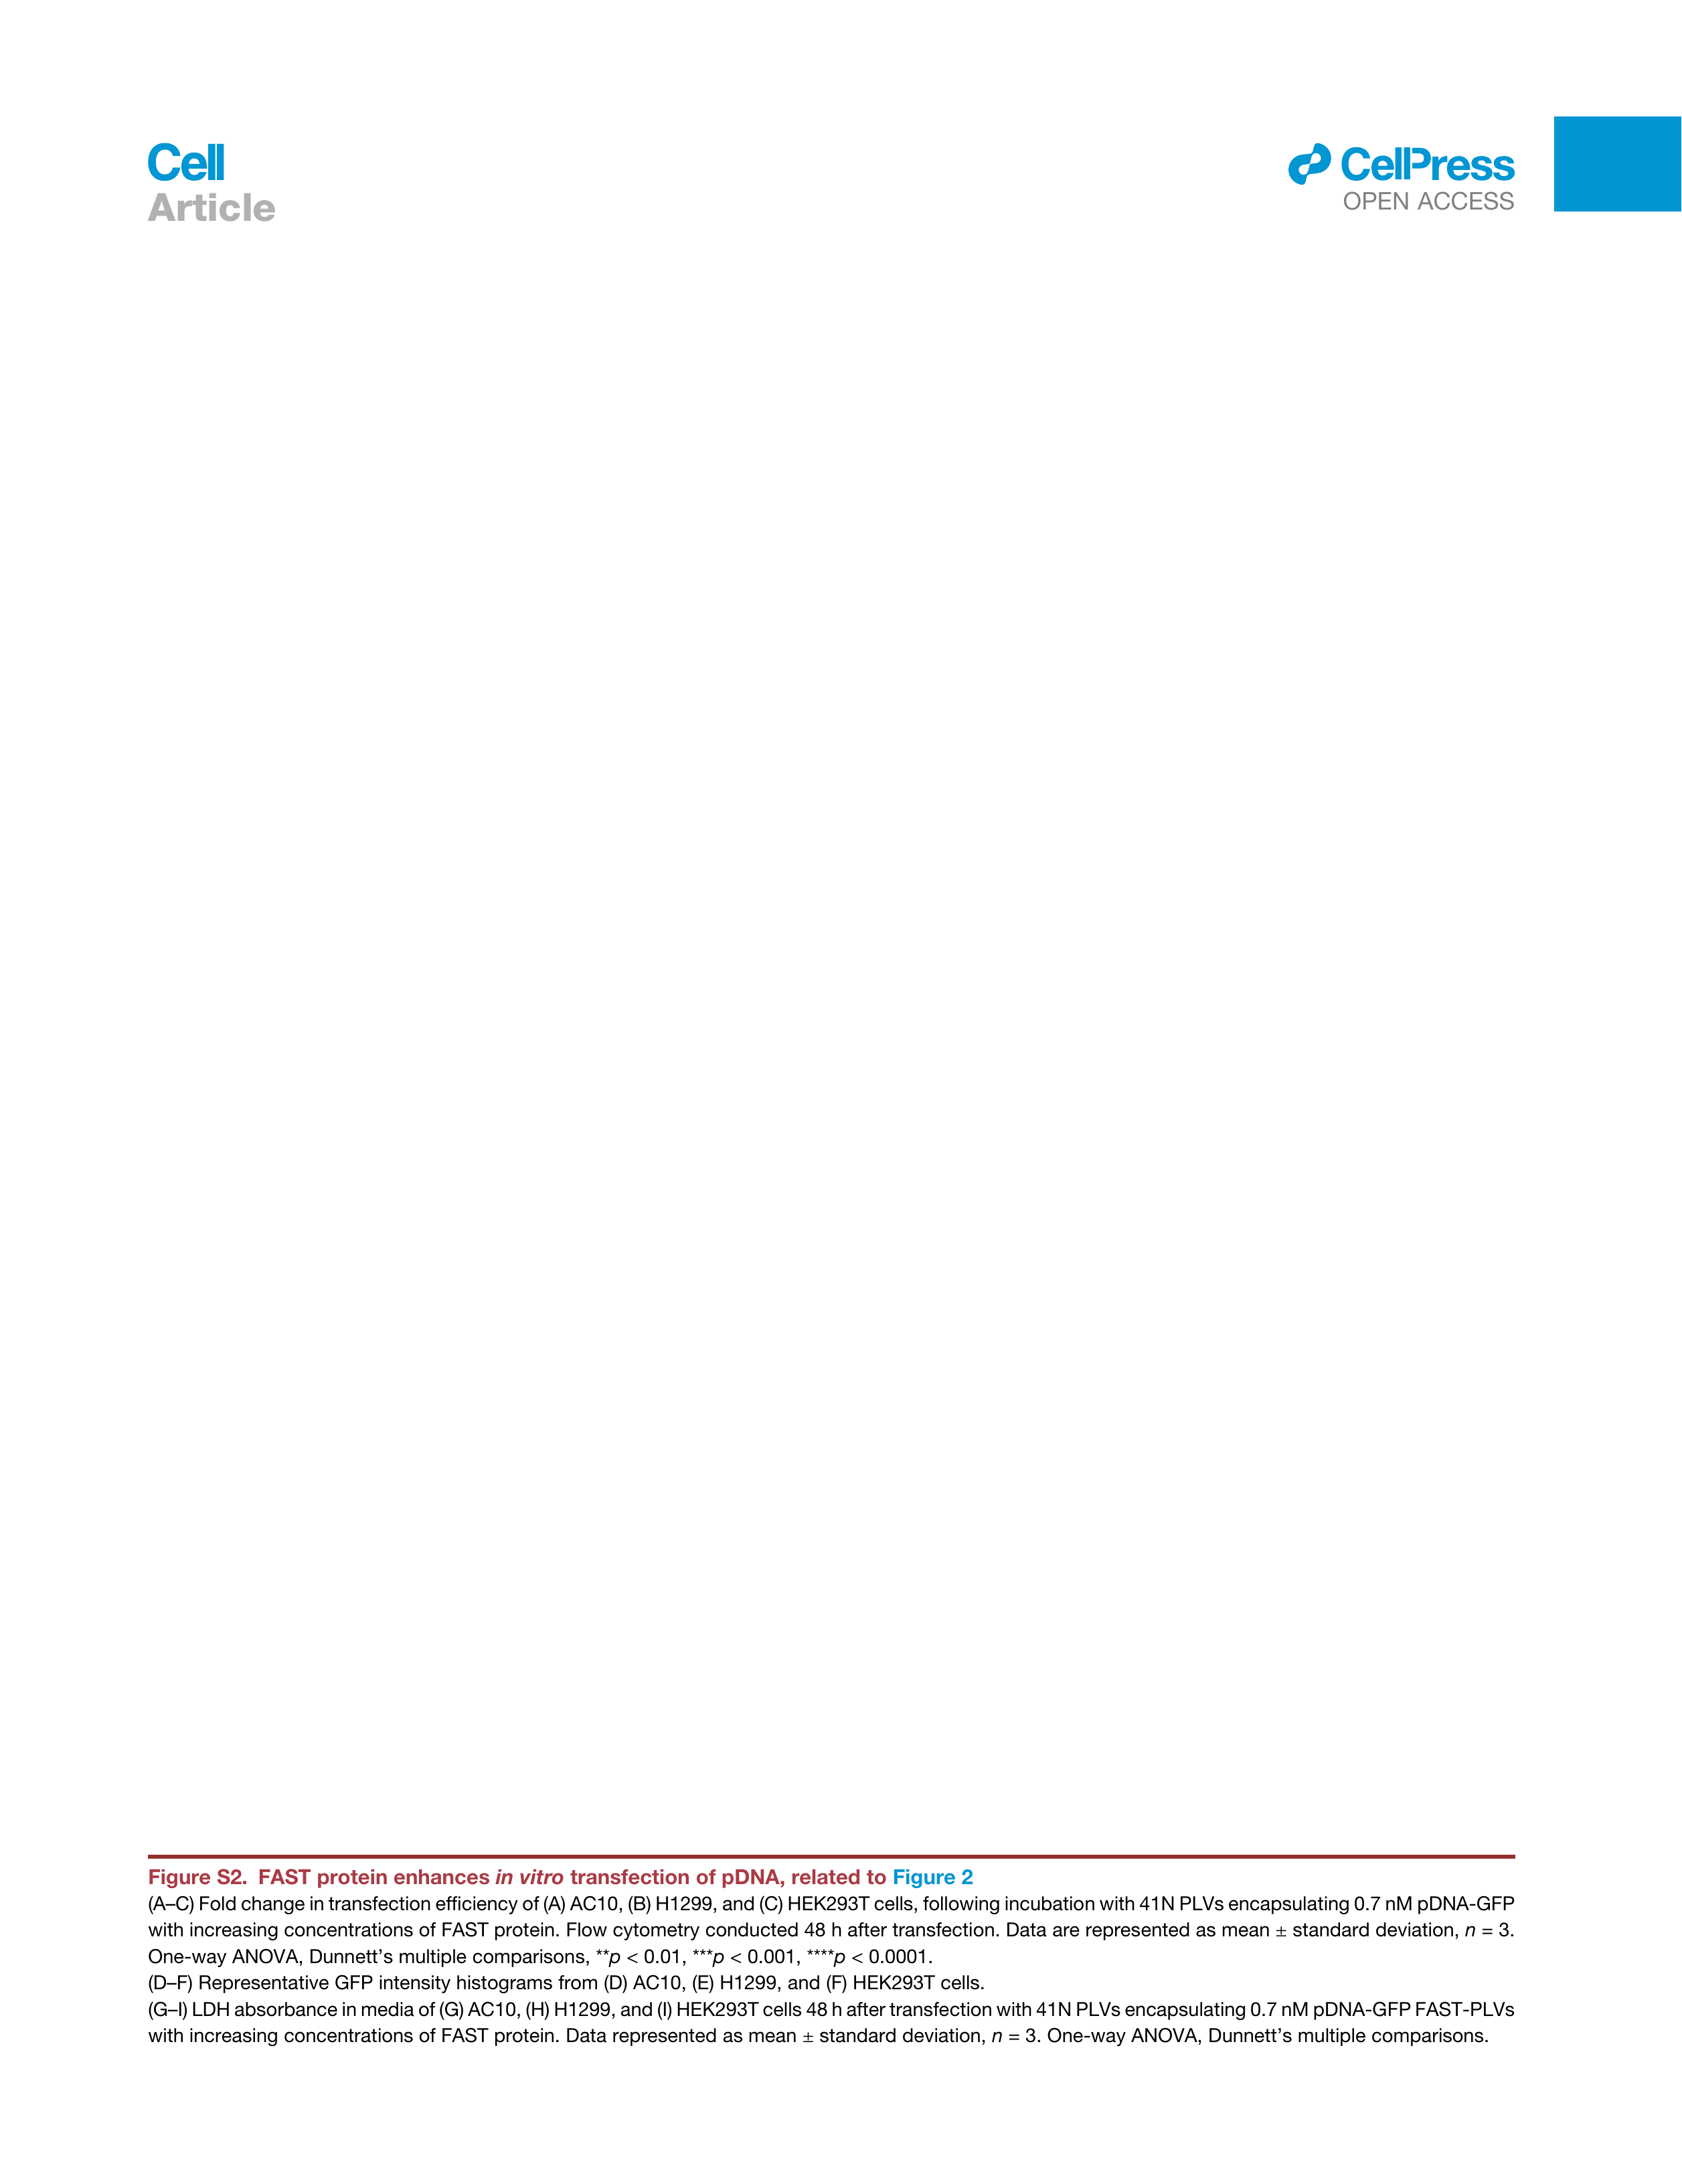 Cell
Article
CellPress
OPEN ACCESS
Figure S2. FAST protein enhances in vitro transfection of pDNA, related to Figure 2
(A–C) Fold change in transfection efficiency of (A) AC10, (B) H1299, and (C) HEK293T cells, following incubation with 41N PLVs encapsulating 0.7 nM pDNA-GFP
with increasing concentrations of FAST protein. Flow cytometry conducted 48 h after transfection. Data are represented as mean ± standard deviation, n = 3.
One-way ANOVA, Dunnett’s multiple comparisons, **p < 0.01, ***p < 0.001, ****p < 0.0001.
(D–F) Representative GFP intensity histograms from (D) AC10, (E) H1299, and (F) HEK293T cells.
(G–I) LDH absorbance in media of (G) AC10, (H) H1299, and (I) HEK293T cells 48 h after transfection with 41N PLVs encapsulating 0.7 nM pDNA-GFP FAST-PLVs
with increasing concentrations of FAST protein. Data represented as mean ± standard deviation, n = 3. One-way ANOVA, Dunnett’s multiple comparisons.